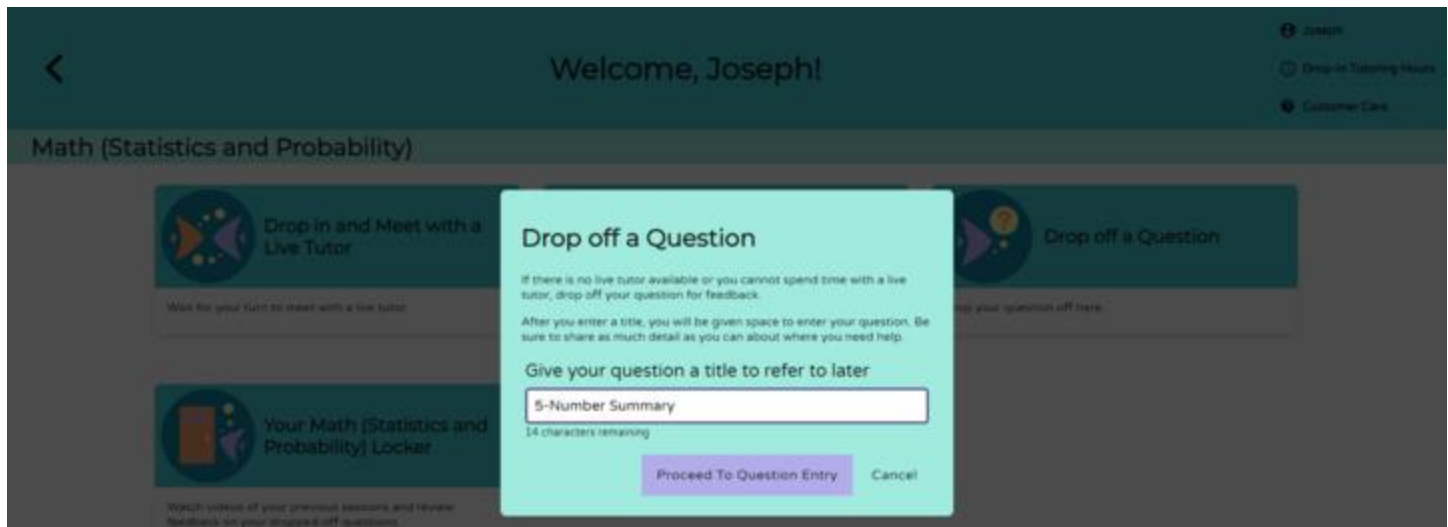 Welcome, Joseph!
Drop-in Tutoring Hours
Customer Care
Math (Statistics and Probability)
Drop in and Meet with a
Live Tutor
Wait for your turn to meet with a live tutor
Drop off a Question
your question off here
Drop off a Question
If there is no live tutor available or you cannot spend time with a live
tutor, drop off your question for feedback.
After you enter a title, you will be given space to enter your question. Be
sure to share as much detail as you can about where you need help.
Give your question a title to refer to later
5-Number Summary
14 characters remaining
Proceed To Question Entry
Cancel
Your Math (Statistics and
Probability) Locker
Watch videos of your previous sessions and review
feedback on your dropped off questions